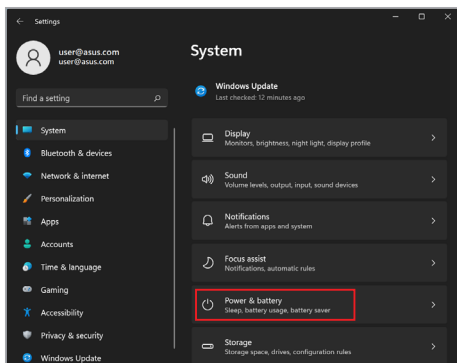 Settings
user@asus.com
user@asus.com
Find a setting
System
Bluetooth & devices
Network & internet
Personalization
Apps
Accounts
Time & language
Gaming
Accessibility
Privacy & security
Windows Update
System
Windows Update
Last checked: 12 minutes ago
Display
Monitors, brightness, night light, display profile
Sound
Volume levels, output, input, sound devices
Notifications
Alerts from apps and system
Focus assist
Notifications, automatic rules
Power & battery
Sleep, battery usage, battery saver
Storage
Storage space, drives, configuration rules